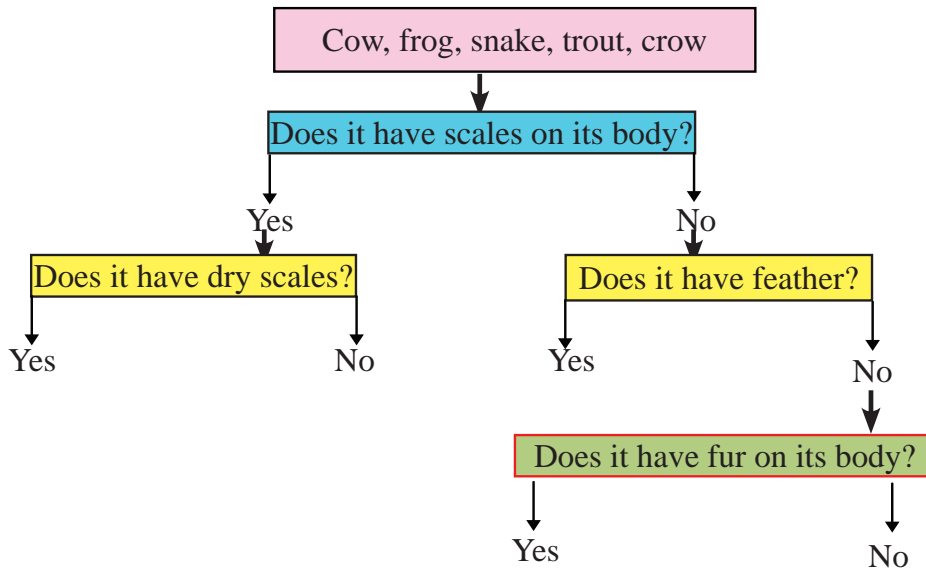 Cow, frog, snake, trout, crow
Does it have scales on its body?
Yes
No
Does it have dry scales?
Does it have feather?
Yes
No
Yes
No
Does it have fur on its body?
Yes
No